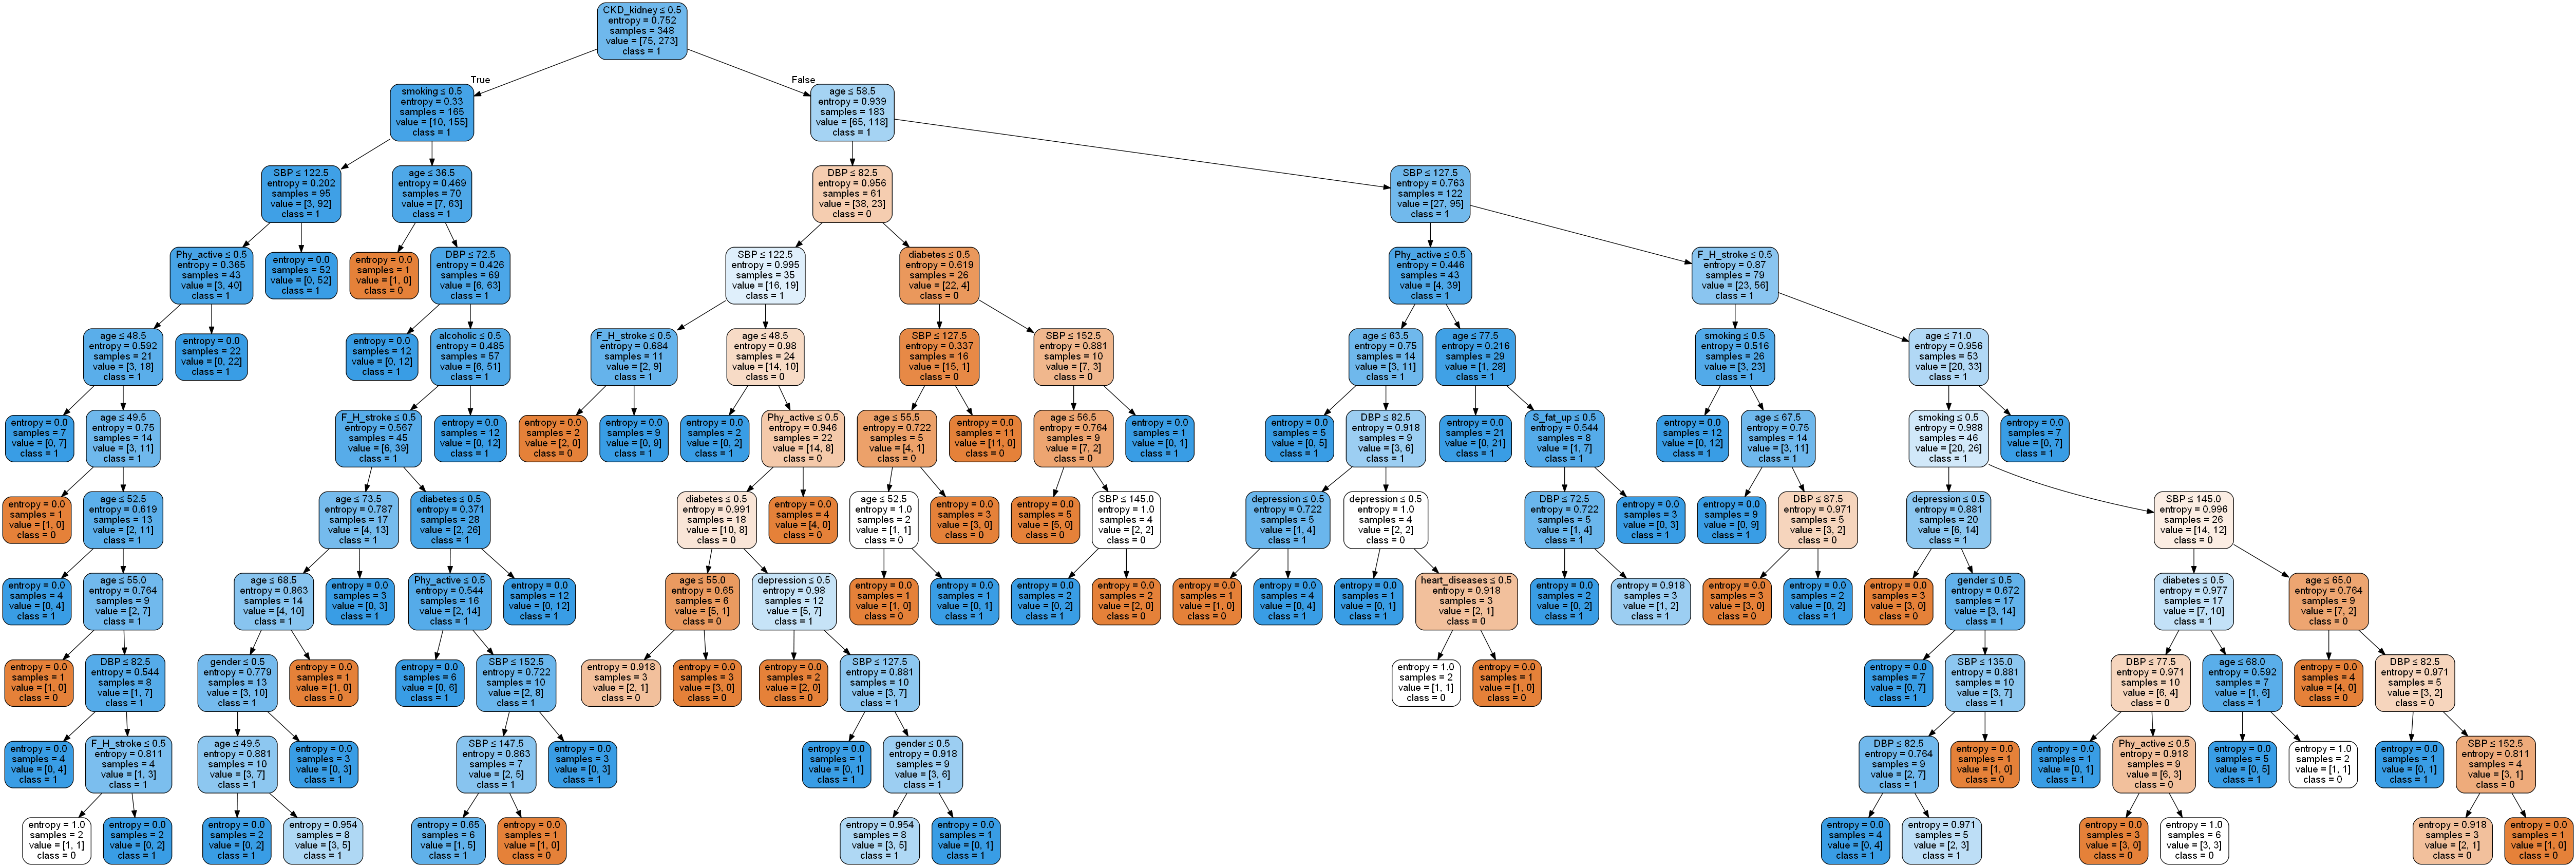 CKD_kidney ≤ 0.5
entropy = 0.752
samples = 348
value = [75, 273]
class = 1
True
False
smoking ≤ 0.5
entropy = 0.33
samples = 165
value = [10, 155]
class = 1
age ≤ 58.5
entropy = 0.939
samples = 183
value = [65, 118]
class = 1
SBP ≤ 122.5
entropy = 0.202
samples = 95
value = [3, 92]
class = 1
age ≤ 36.5
entropy = 0.469
samples = 70
value = [7, 63]
class = 1
DBP ≤ 82.5
entropy = 0.956
samples = 61
value = [38, 23]
class = 0
SBP ≤ 127.5
entropy = 0.763
samples = 122
value = [27, 95]
class = 1
Phy_active ≤ 0.5
entropy = 0.365
samples = 43
value = [3, 40]
class = 1
entropy = 0.0
samples = 52
value = [0, 52]
class = 1
entropy = 0.0
samples = 1
value = [1, 0]
class = 0
DBP ≤ 72.5
entropy = 0.426
samples = 69
value = [6, 63]
class = 1
SBP ≤ 122.5
entropy = 0.995
samples = 35
value = [16, 19]
class = 1
diabetes ≤ 0.5
entropy = 0.619
samples = 26
value = [22, 4]
class = 0
Phy_active ≤ 0.5
entropy = 0.446
samples = 43
value = [4, 39]
class = 1
F_H_stroke ≤ 0.5
entropy = 0.87
samples = 79
value = [23, 56]
class = 1
age ≤ 48.5
entropy = 0.592
samples = 21
value = [3, 18]
class = 1
entropy = 0.0
samples = 22
value = [0, 22]
class = 1
entropy = 0.0
samples = 12
value = [0, 12]
class = 1
alcoholic ≤ 0.5
entropy = 0.485
samples = 57
value = [6, 51]
class = 1
F_H_stroke ≤ 0.5
entropy = 0.684
samples = 11
value = [2, 9]
class = 1
age ≤ 48.5
entropy = 0.98
samples = 24
value = [14, 10]
class = 0
SBP ≤ 127.5
entropy = 0.337
samples = 16
value = [15, 1]
class = 0
SBP ≤ 152.5
entropy = 0.881
samples = 10
value = [7, 3]
class = 0
age ≤ 63.5
entropy = 0.75
samples = 14
value = [3, 11]
class = 1
age ≤ 77.5
entropy = 0.216
samples = 29
value = [1, 28]
class = 1
smoking ≤ 0.5
entropy = 0.516
samples = 26
value = [3, 23]
class = 1
age ≤ 71.0
entropy = 0.956
samples = 53
value = [20, 33]
class = 1
entropy = 0.0
samples = 7
value = [0, 7]
class = 1
age ≤ 49.5
entropy = 0.75
samples = 14
value = [3, 11]
class = 1
F_H_stroke ≤ 0.5
entropy = 0.567
samples = 45
value = [6, 39]
class = 1
entropy = 0.0
samples = 12
value = [0, 12]
class = 1
entropy = 0.0
samples = 2
value = [2, 0]
class = 0
entropy = 0.0
samples = 9
value = [0, 9]
class = 1
entropy = 0.0
samples = 2
value = [0, 2]
class = 1
Phy_active ≤ 0.5
entropy = 0.946
samples = 22
value = [14, 8]
class = 0
age ≤ 55.5
entropy = 0.722
samples = 5
value = [4, 1]
class = 0
entropy = 0.0
samples = 11
value = [11, 0]
class = 0
age ≤ 56.5
entropy = 0.764
samples = 9
value = [7, 2]
class = 0
entropy = 0.0
samples = 1
value = [0, 1]
class = 1
entropy = 0.0
samples = 5
value = [0, 5]
class = 1
DBP ≤ 82.5
entropy = 0.918
samples = 9
value = [3, 6]
class = 1
entropy = 0.0
samples = 21
value = [0, 21]
class = 1
S_fat_up ≤ 0.5
entropy = 0.544
samples = 8
value = [1, 7]
class = 1
entropy = 0.0
samples = 12
value = [0, 12]
class = 1
age ≤ 67.5
entropy = 0.75
samples = 14
value = [3, 11]
class = 1
smoking ≤ 0.5
entropy = 0.988
samples = 46
value = [20, 26]
class = 1
entropy = 0.0
samples = 7
value = [0, 7]
class = 1
entropy = 0.0
samples = 1
value = [1, 0]
class = 0
age ≤ 52.5
entropy = 0.619
samples = 13
value = [2, 11]
class = 1
age ≤ 73.5
entropy = 0.787
samples = 17
value = [4, 13]
class = 1
diabetes ≤ 0.5
entropy = 0.371
samples = 28
value = [2, 26]
class = 1
diabetes ≤ 0.5
entropy = 0.991
samples = 18
value = [10, 8]
class = 0
entropy = 0.0
samples = 4
value = [4, 0]
class = 0
age ≤ 52.5
entropy = 1.0
samples = 2
value = [1, 1]
class = 0
entropy = 0.0
samples = 3
value = [3, 0]
class = 0
entropy = 0.0
samples = 5
value = [5, 0]
class = 0
SBP ≤ 145.0
entropy = 1.0
samples = 4
value = [2, 2]
class = 0
depression ≤ 0.5
entropy = 0.722
samples = 5
value = [1, 4]
class = 1
depression ≤ 0.5
entropy = 1.0
samples = 4
value = [2, 2]
class = 0
DBP ≤ 72.5
entropy = 0.722
samples = 5
value = [1, 4]
class = 1
entropy = 0.0
samples = 3
value = [0, 3]
class = 1
entropy = 0.0
samples = 9
value = [0, 9]
class = 1
DBP ≤ 87.5
entropy = 0.971
samples = 5
value = [3, 2]
class = 0
depression ≤ 0.5
entropy = 0.881
samples = 20
value = [6, 14]
class = 1
SBP ≤ 145.0
entropy = 0.996
samples = 26
value = [14, 12]
class = 0
entropy = 0.0
samples = 4
value = [0, 4]
class = 1
age ≤ 55.0
entropy = 0.764
samples = 9
value = [2, 7]
class = 1
age ≤ 68.5
entropy = 0.863
samples = 14
value = [4, 10]
class = 1
entropy = 0.0
samples = 3
value = [0, 3]
class = 1
Phy_active ≤ 0.5
entropy = 0.544
samples = 16
value = [2, 14]
class = 1
entropy = 0.0
samples = 12
value = [0, 12]
class = 1
age ≤ 55.0
entropy = 0.65
samples = 6
value = [5, 1]
class = 0
depression ≤ 0.5
entropy = 0.98
samples = 12
value = [5, 7]
class = 1
entropy = 0.0
samples = 1
value = [1, 0]
class = 0
entropy = 0.0
samples = 1
value = [0, 1]
class = 1
entropy = 0.0
samples = 2
value = [0, 2]
class = 1
entropy = 0.0
samples = 2
value = [2, 0]
class = 0
entropy = 0.0
samples = 1
value = [1, 0]
class = 0
entropy = 0.0
samples = 4
value = [0, 4]
class = 1
entropy = 0.0
samples = 1
value = [0, 1]
class = 1
heart_diseases ≤ 0.5
entropy = 0.918
samples = 3
value = [2, 1]
class = 0
entropy = 0.0
samples = 2
value = [0, 2]
class = 1
entropy = 0.918
samples = 3
value = [1, 2]
class = 1
entropy = 0.0
samples = 3
value = [3, 0]
class = 0
entropy = 0.0
samples = 2
value = [0, 2]
class = 1
entropy = 0.0
samples = 3
value = [3, 0]
class = 0
gender ≤ 0.5
entropy = 0.672
samples = 17
value = [3, 14]
class = 1
diabetes ≤ 0.5
entropy = 0.977
samples = 17
value = [7, 10]
class = 1
age ≤ 65.0
entropy = 0.764
samples = 9
value = [7, 2]
class = 0
entropy = 0.0
samples = 1
value = [1, 0]
class = 0
DBP ≤ 82.5
entropy = 0.544
samples = 8
value = [1, 7]
class = 1
gender ≤ 0.5
entropy = 0.779
samples = 13
value = [3, 10]
class = 1
entropy = 0.0
samples = 1
value = [1, 0]
class = 0
entropy = 0.0
samples = 6
value = [0, 6]
class = 1
SBP ≤ 152.5
entropy = 0.722
samples = 10
value = [2, 8]
class = 1
entropy = 0.918
samples = 3
value = [2, 1]
class = 0
entropy = 0.0
samples = 3
value = [3, 0]
class = 0
entropy = 0.0
samples = 2
value = [2, 0]
class = 0
SBP ≤ 127.5
entropy = 0.881
samples = 10
value = [3, 7]
class = 1
entropy = 1.0
samples = 2
value = [1, 1]
class = 0
entropy = 0.0
samples = 1
value = [1, 0]
class = 0
entropy = 0.0
samples = 7
value = [0, 7]
class = 1
SBP ≤ 135.0
entropy = 0.881
samples = 10
value = [3, 7]
class = 1
DBP ≤ 77.5
entropy = 0.971
samples = 10
value = [6, 4]
class = 0
age ≤ 68.0
entropy = 0.592
samples = 7
value = [1, 6]
class = 1
entropy = 0.0
samples = 4
value = [4, 0]
class = 0
DBP ≤ 82.5
entropy = 0.971
samples = 5
value = [3, 2]
class = 0
entropy = 0.0
samples = 4
value = [0, 4]
class = 1
F_H_stroke ≤ 0.5
entropy = 0.811
samples = 4
value = [1, 3]
class = 1
age ≤ 49.5
entropy = 0.881
samples = 10
value = [3, 7]
class = 1
entropy = 0.0
samples = 3
value = [0, 3]
class = 1
SBP ≤ 147.5
entropy = 0.863
samples = 7
value = [2, 5]
class = 1
entropy = 0.0
samples = 3
value = [0, 3]
class = 1
entropy = 0.0
samples = 1
value = [0, 1]
class = 1
gender ≤ 0.5
entropy = 0.918
samples = 9
value = [3, 6]
class = 1
DBP ≤ 82.5
entropy = 0.764
samples = 9
value = [2, 7]
class = 1
entropy = 0.0
samples = 1
value = [1, 0]
class = 0
entropy = 0.0
samples = 1
value = [0, 1]
class = 1
Phy_active ≤ 0.5
entropy = 0.918
samples = 9
value = [6, 3]
class = 0
entropy = 0.0
samples = 5
value = [0, 5]
class = 1
entropy = 1.0
samples = 2
value = [1, 1]
class = 0
entropy = 0.0
samples = 1
value = [0, 1]
class = 1
SBP ≤ 152.5
entropy = 0.811
samples = 4
value = [3, 1]
class = 0
entropy = 1.0
samples = 2
value = [1, 1]
class = 0
entropy = 0.0
samples = 2
value = [0, 2]
class = 1
entropy = 0.0
samples = 2
value = [0, 2]
class = 1
entropy = 0.954
samples = 8
value = [3, 5]
class = 1
entropy = 0.65
samples = 6
value = [1, 5]
class = 1
entropy = 0.0
samples = 1
value = [1, 0]
class = 0
entropy = 0.954
samples = 8
value = [3, 5]
class = 1
entropy = 0.0
samples = 1
value = [0, 1]
class = 1
entropy = 0.0
samples = 4
value = [0, 4]
class = 1
entropy = 0.971
samples = 5
value = [2, 3]
class = 1
entropy = 0.0
samples = 3
value = [3, 0]
class = 0
entropy = 1.0
samples = 6
value = [3, 3]
class = 0
entropy = 0.918
samples = 3
value = [2, 1]
class = 0
entropy = 0.0
samples = 1
value = [1, 0]
class = 0